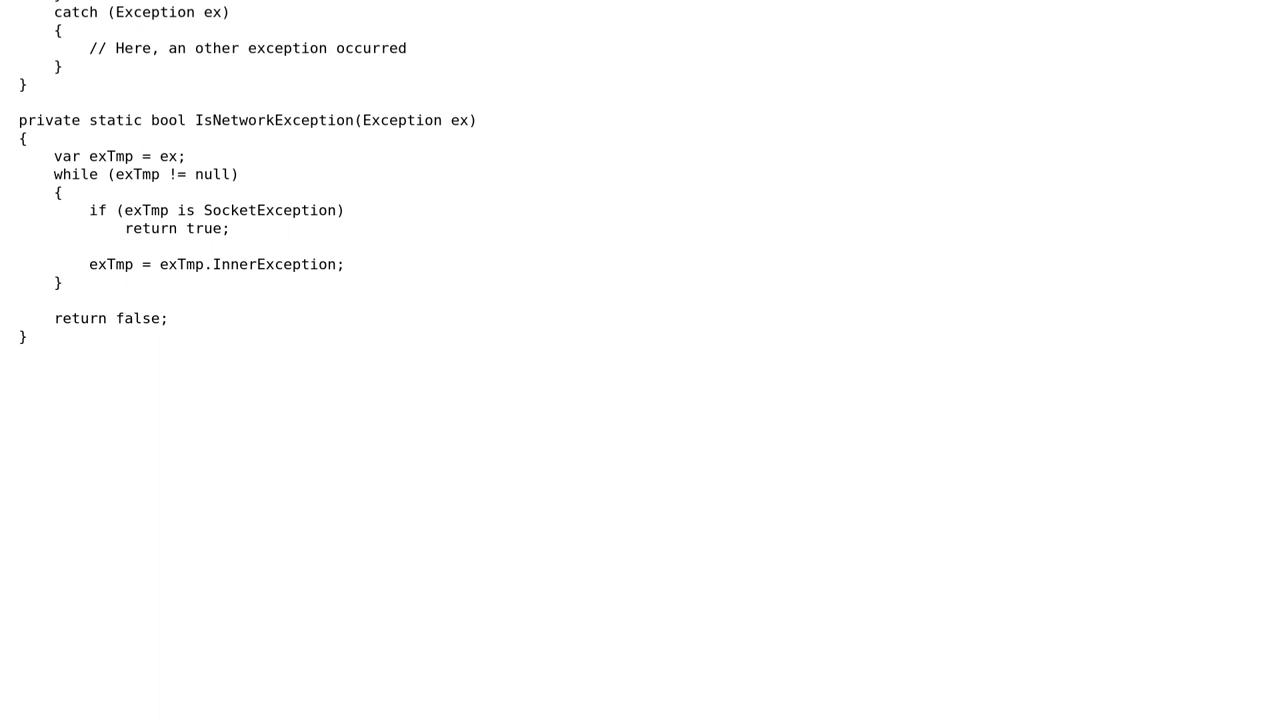 catch (Exception ex)
    {
        // Here, an other exception occurred
    }
}

private static bool IsNetworkException(Exception ex)
{
    var exTmp = ex;
    while (exTmp != null)
    {
        if (exTmp is SocketException)
            return true;

        exTmp = exTmp.InnerException;
    }

    return false;
}